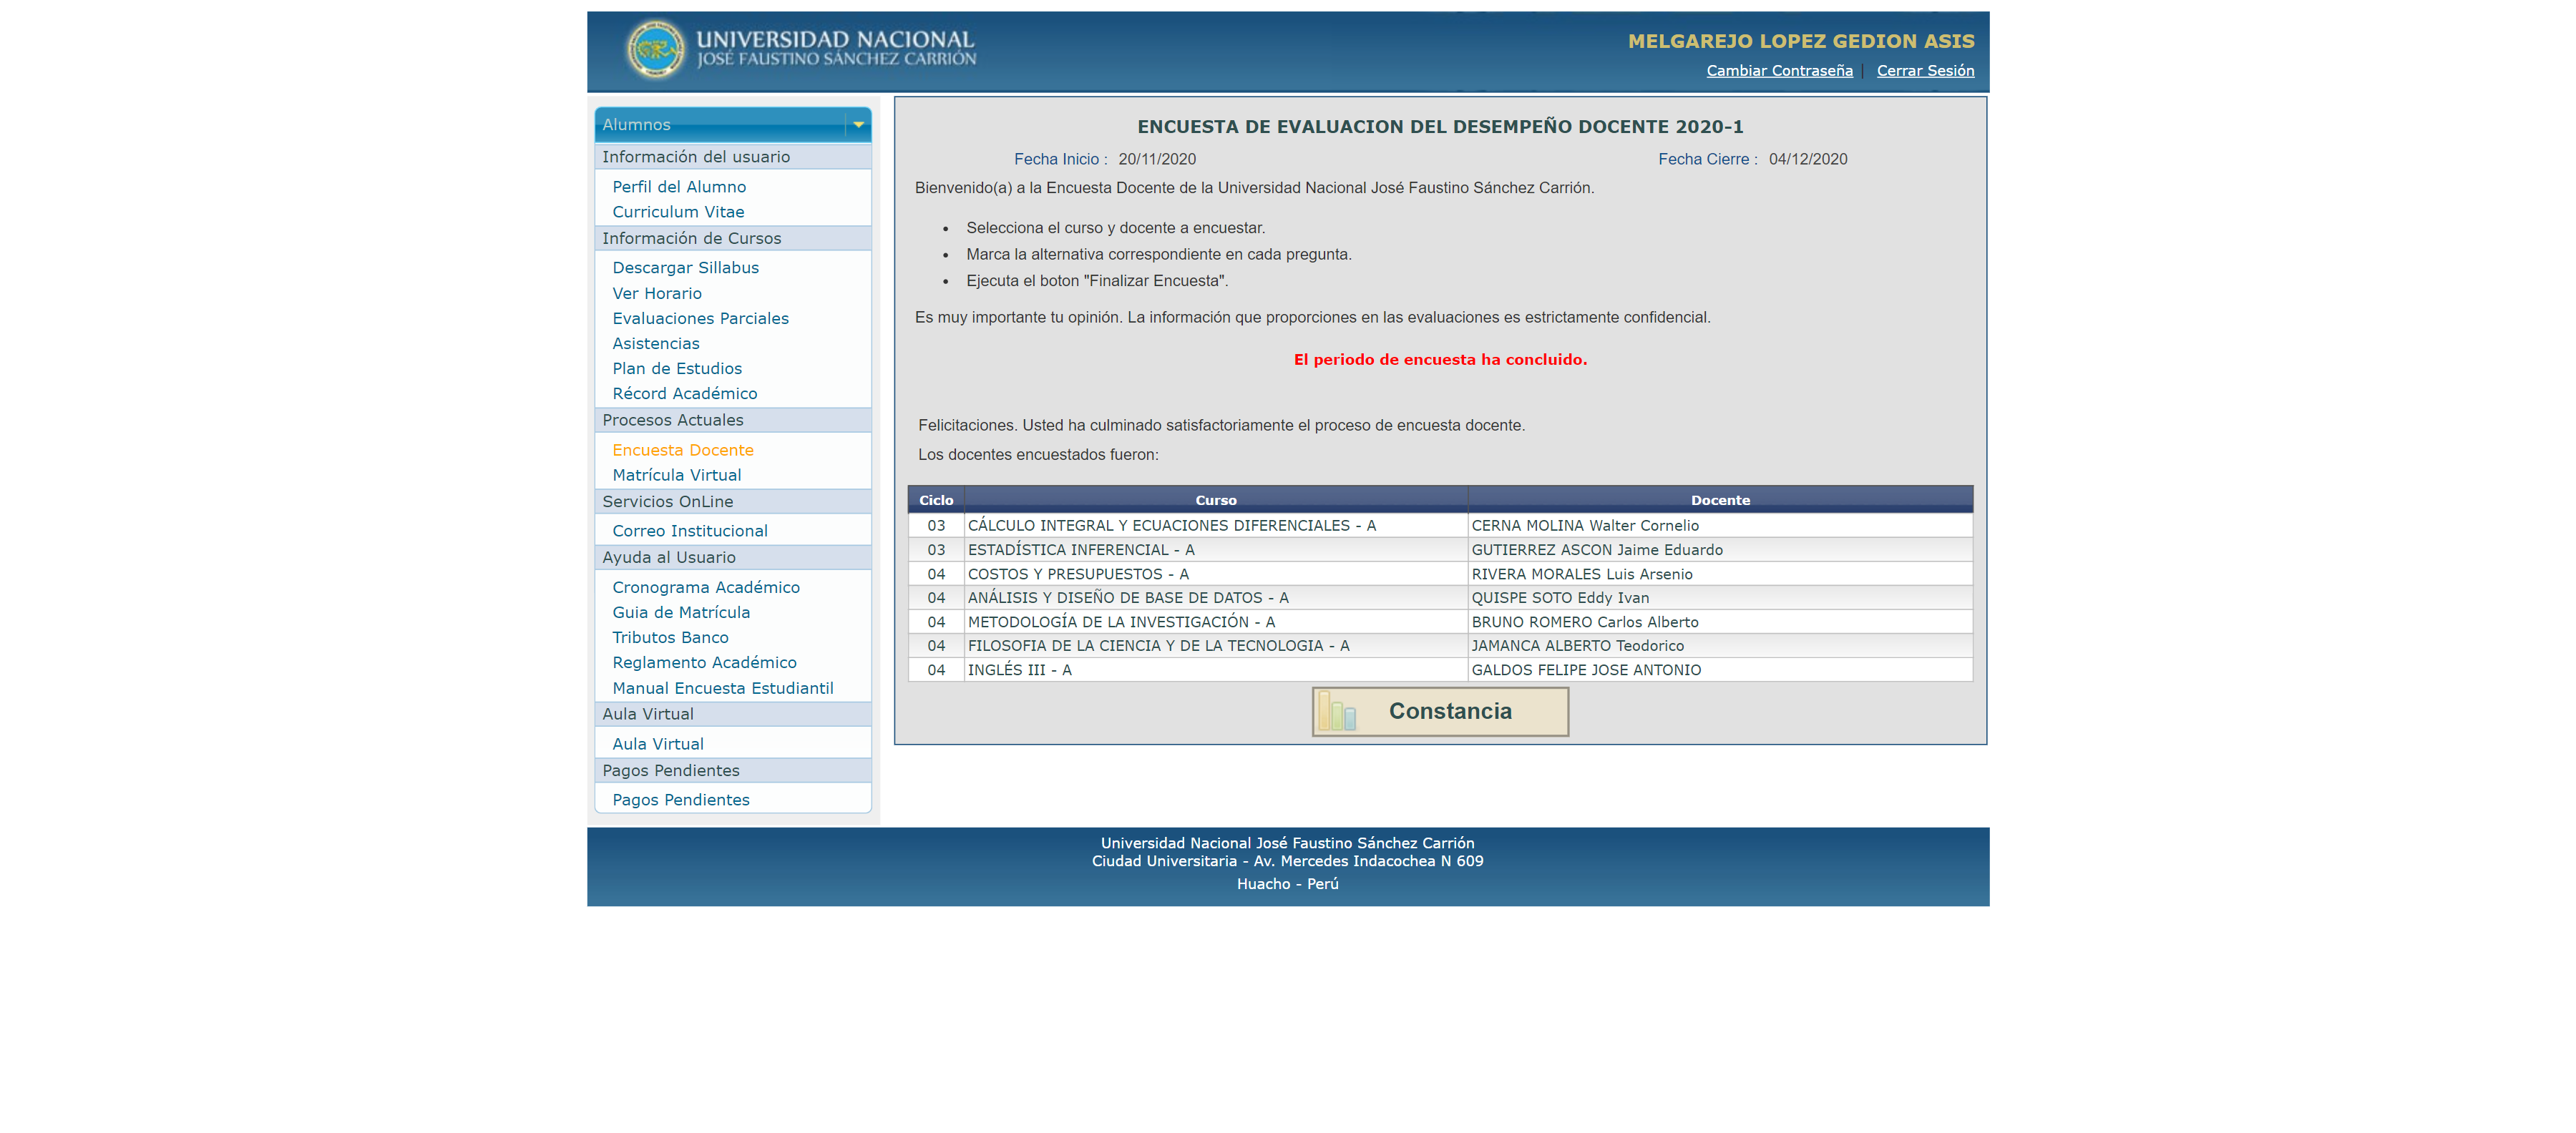 UNIVERSIDAD NACIONAL
JOSÉ FAUSTINO SÁNCHEZ CARRIÓN
MELGAREJO LOPEZ GEDION ASIS
Cambiar Contraseña | Cerrar Sesión
Alumnos
Información del usuario
Perfil del Alumno
Curriculum Vitae
Información de Cursos
Descargar Sillabus
Ver Horario
Evaluaciones Parciales
Asistencias
Plan de Estudios
Récord Académico
Procesos Actuales
Encuesta Docente
Matrícula Virtual
Servicios OnLine
Correo Institucional
Ayuda al Usuario
Cronograma Académico
Guia de Matrícula
Tributos Banco
Reglamento Académico
Manual Encuesta Estudiantil
Aula Virtual
Aula Virtual
Pagos Pendientes
Pagos Pendientes
ENCUESTA DE EVALUACION DEL DESEMPEÑO DOCENTE 2020-1
Fecha Inicio : 20/11/2020 Fecha Cierre : 04/12/2020
Bienvenido(a) a la Encuesta Docente de la Universidad Nacional José Faustino Sánchez Carrión.
• Selecciona el curso y docente a encuestar.
• Marca la alternativa correspondiente en cada pregunta.
• Ejecuta el boton "Finalizar Encuesta".
Es muy importante tu opinión. La información que proporciones en las evaluaciones es estrictamente confidencial.
El periodo de encuesta ha concluido.
Felicitaciones. Usted ha culminado satisfactoriamente el proceso de encuesta docente.
Los docentes encuestados fueron:
Ciclo Curso Docente
03 CÁLCULO INTEGRAL Y ECUACIONES DIFERENCIALES - A CERNA MOLINA Walter Cornelio
03 ESTADÍSTICA INFERENCIAL - A GUTIERREZ ASCON Jaime Eduardo
04 COSTOS Y PRESUPUESTOS - A RIVERA MORALES Luis Arsenio
04 ANÁLISIS Y DISEÑO DE BASE DE DATOS - A QUISPE SOTO Eddy Ivan
04 METODOLOGÍA DE LA INVESTIGACIÓN - A BRUNO ROMERO Carlos Alberto
04 FILOSOFIA DE LA CIENCIA Y DE LA TECNOLOGIA - A JAMANCA ALBERTO Teodorico
04 INGLÉS III - A GALDOS FELIPE JOSE ANTONIO
Constancia
Universidad Nacional José Faustino Sánchez Carrión
Ciudad Universitaria - Av. Mercedes Indacochea N 609
Huacho - Perú